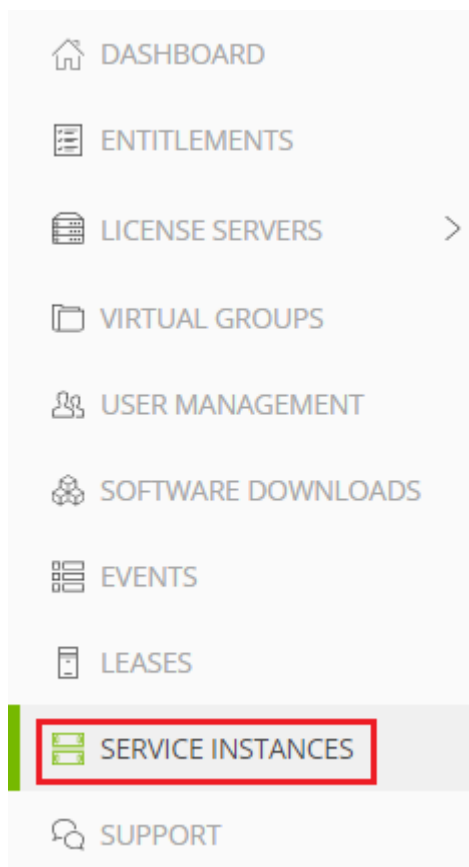 DASHBOARD
ENTITLEMENTS
LICENSE SERVERS
VIRTUAL GROUPS
USER MANAGEMENT
SOFTWARE DOWNLOADS
EVENTS
LEASES
SERVICE INSTANCES
SUPPORT